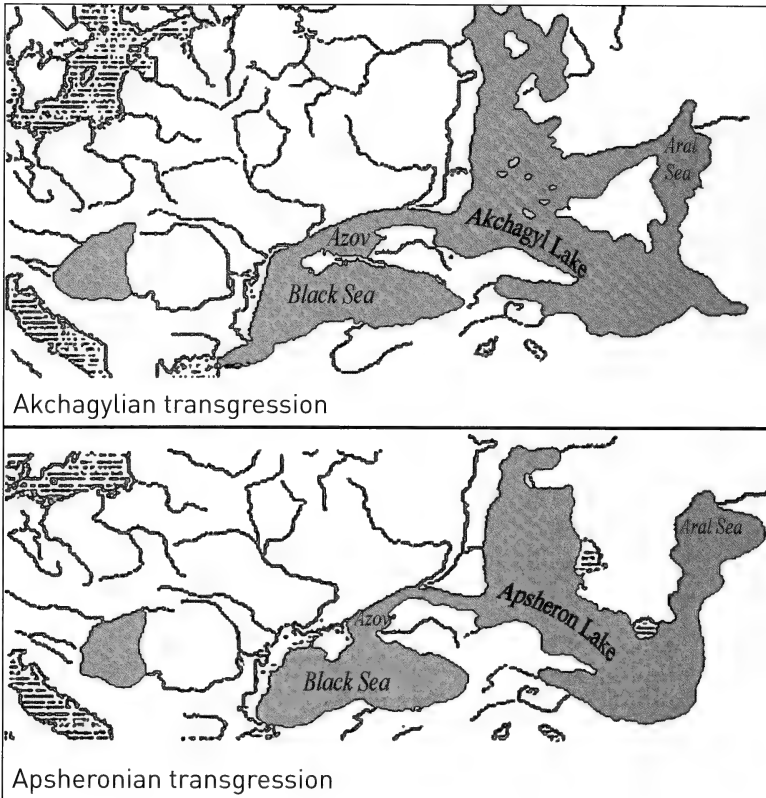 Aral
Sea
Azov
Akchagyl Lake
Black Sea
Akchagylian transgression
Aral Sea
Azov
Apsheron Lake
Black Sea
Apsheronian transgression